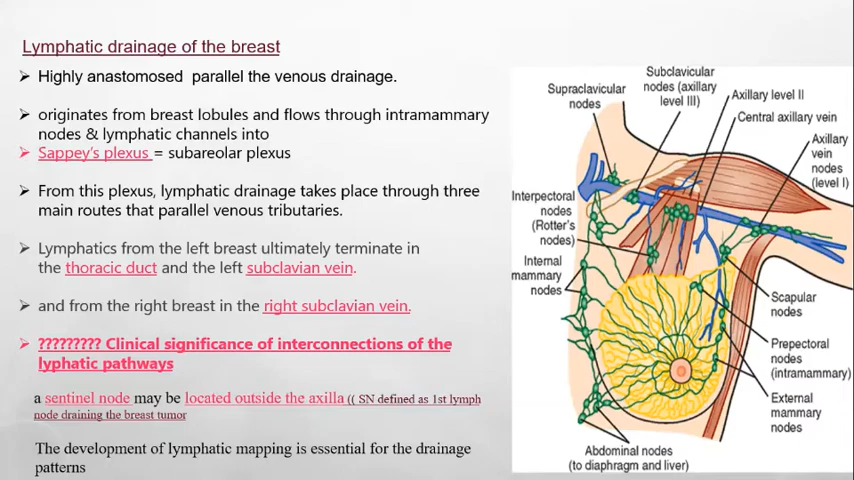 Lymphatic drainage of the breast
➢ Highly anastomosed parallel the venous drainage.
➢ originates from breast lobules and flows through intramammary
nodes & lymphatic channels into
➢ Sappey's plexus = subareolar plexus
➢ From this plexus, lymphatic drainage takes place through three
main routes that parallel venous tributaries.
➢ Lymphatics from the left breast ultimately terminate in
the thoracic duct and the left subclavian vein.
➢ and from the right breast in the right subclavian vein.
➢ ????????? Clinical significance of interconnections of the
lyphatic pathways
a sentinel node may be located outside the axilla (( SN defined as 1st lymph
node draining the breast tumor
The development of lymphatic mapping is essential for the drainage
patterns
Supraclavicular
nodes
Subclavicular
nodes (axillary
level III)
Axillary level II
Central axillary vein
Axillary
vein
nodes
(level I)
Interpectoral
nodes
(Rotter's
nodes)
Internal
mammary
nodes
Scapular
nodes
Prepectoral
nodes
(intramammary)
External
mammary
nodes
Abdominal nodes
(to diaphragm and liver)